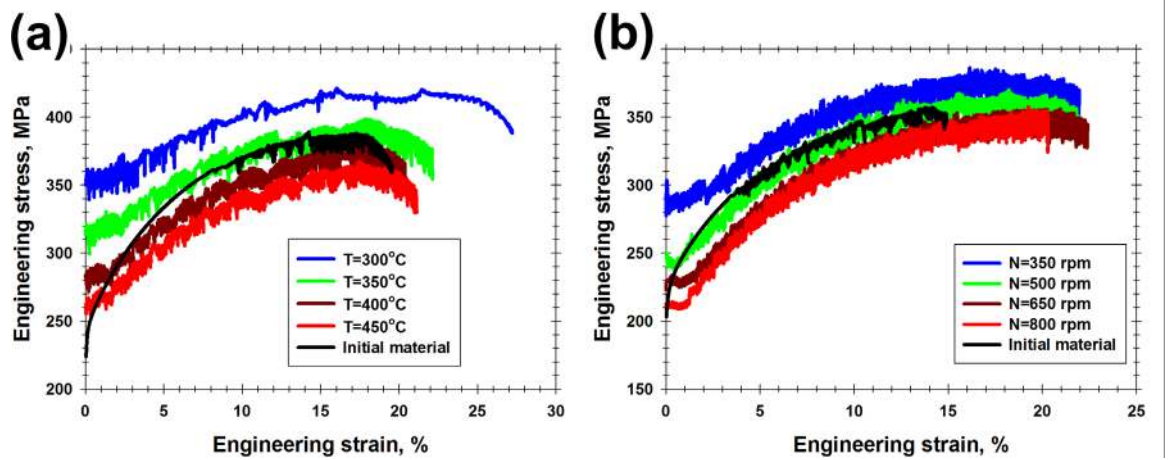 (a)
Engineering stress, MPa
400
350
300
250
200
0 5 10 15 20 25 30
Engineering strain, %
T=300°C
T=350°C
T=400°C
T=450°C
Initial material
(b)
Engineering stress, MPa
350
300
250
200
150
0 5 10 15 20 25
Engineering strain, %
N=350 rpm
N=500 rpm
N=650 rpm
N=800 rpm
Initial material